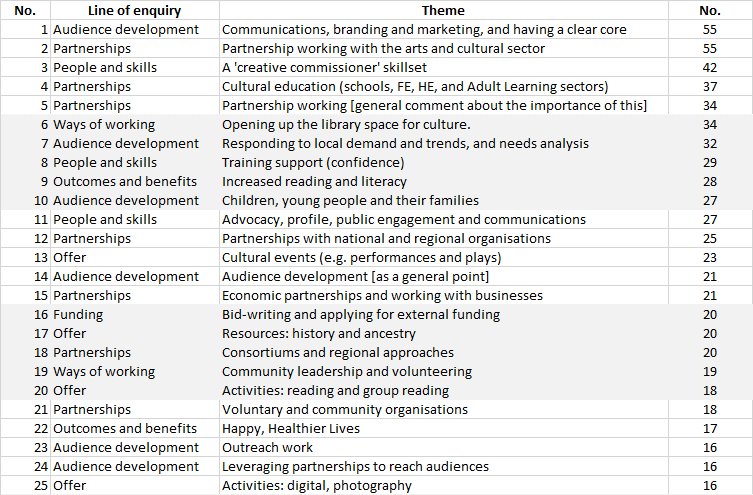 No. Line of enquiry Theme No.
1 Audience development Communications, branding and marketing, and having a clear core 55
2 Partnerships Partnership working with the arts and cultural sector 55
3 People and skills A 'creative commissioner' skillset 42
4 Partnerships Cultural education (schools, FE, HE, and Adult Learning sectors) 37
5 Partnerships Partnership working [general comment about the importance of this] 34
6 Ways of working Opening up the library space for culture. 34
7 Audience development Responding to local demand and trends, and needs analysis 32
8 People and skills Training support (confidence) 29
9 Outcomes and benefits Increased reading and literacy 28
10 Audience development Children, young people and their families 27
11 People and skills Advocacy, profile, public engagement and communications 27
12 Partnerships Partnerships with national and regional organisations 25
13 Offer Cultural events (e.g. performances and plays) 23
14 Audience development Audience development [as a general point] 21
15 Partnerships Economic partnerships and working with businesses 21
16 Funding Bid-writing and applying for external funding 20
17 Offer Resources: history and ancestry 20
18 Partnerships Consortiums and regional approaches 20
19 Ways of working Community leadership and volunteering 19
20 Offer Activities: reading and group reading 18
21 Partnerships Voluntary and community organisations 18
22 Outcomes and benefits Happy, Healthier Lives 17
23 Audience development Outreach work 16
24 Audience development Leveraging partnerships to reach audiences 16
25 Offer Activities: digital, photography 16